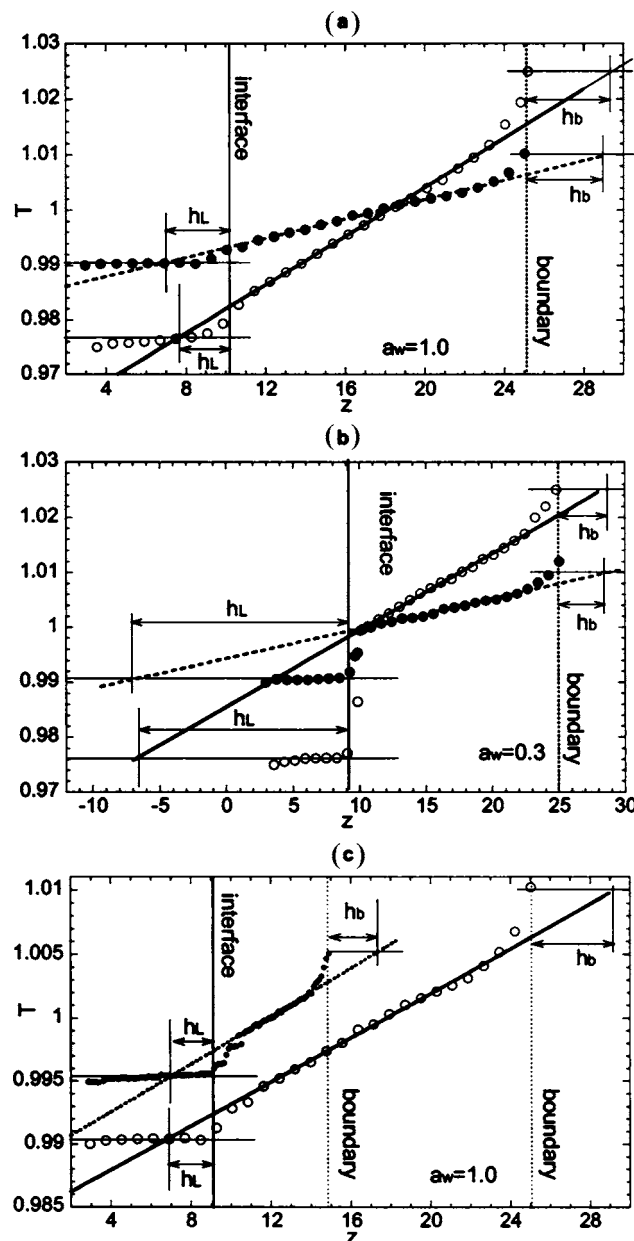 (a)
1.03
1.02
1.01
1
0.99
0.98
0.97
T
interface
boundary
hL
hL
hb
hb
aw=1.0
4 8 12 16 20 24 28
z
(b)
1.03
1.02
1.01
1
0.99
0.98
0.97
T
interface
boundary
hL
hL
hb
hb
aw=0.3
-10 -5 0 5 10 15 20 25 30
z
(c)
1.01
1.005
1
0.995
0.99
0.985
T
interface
boundary
boundary
hL
hL
hb
hb
aw=1.0
4 8 12 16 20 24 28
z